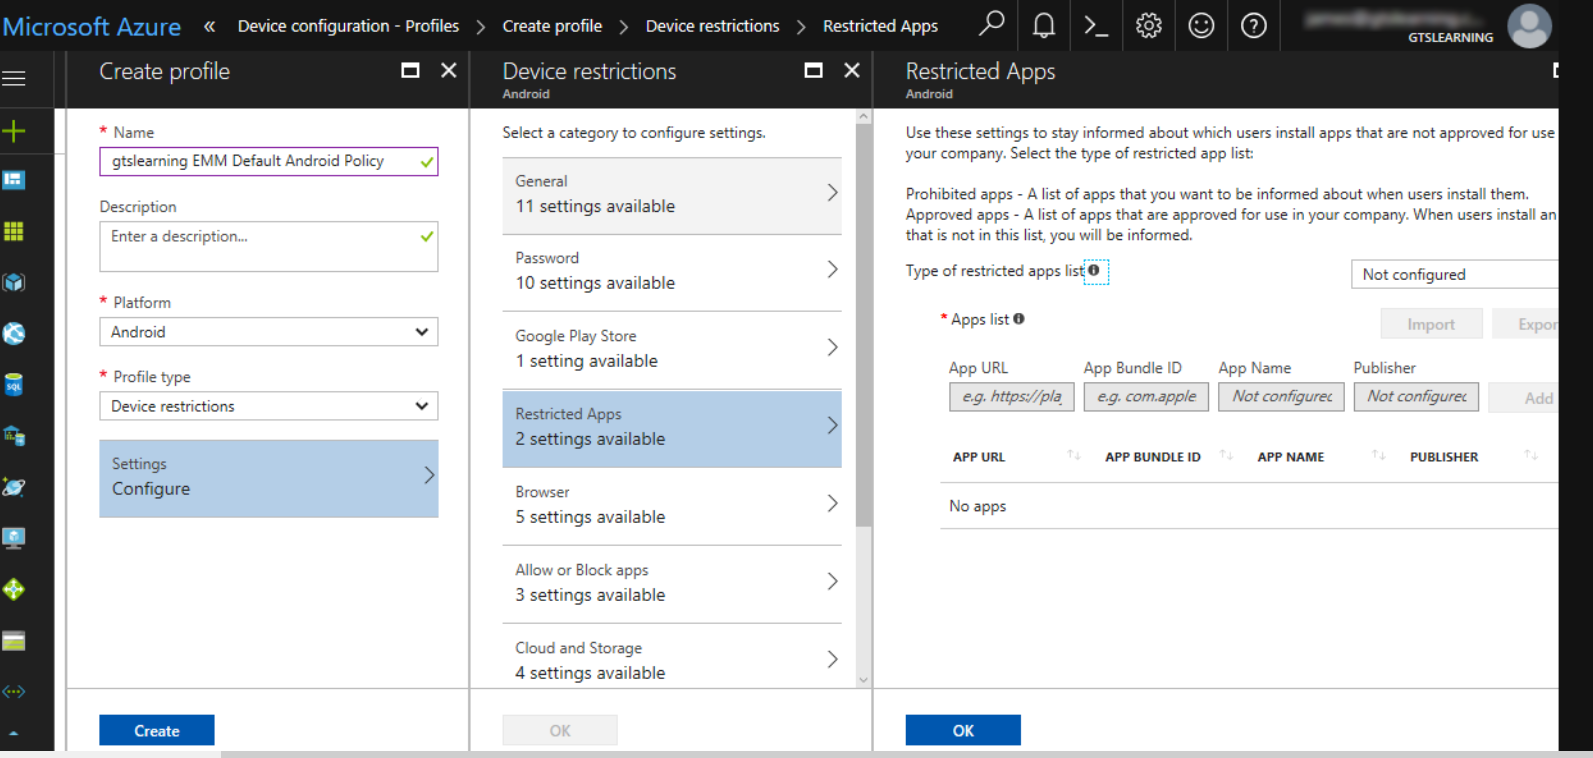 Microsoft Azure « Device configuration - Profiles > Create profile > Device restrictions > Restricted Apps
GTSLEARNING
Create profile
* Name
gtslearning EMM Default Android Policy
Description
Enter a description...
* Platform
Android
* Profile type
Device restrictions
Settings
Configure
Create
Device restrictions
Android
Select a category to configure settings.
General
11 settings available
Password
10 settings available
Google Play Store
1 setting available
Restricted Apps
2 settings available
Browser
5 settings available
Allow or Block apps
3 settings available
Cloud and Storage
4 settings available
OK
Restricted Apps
Android
Use these settings to stay informed about which users install apps that are not approved for use
your company. Select the type of restricted app list:
Prohibited apps - A list of apps that you want to be informed about when users install them.
Approved apps - A list of apps that are approved for use in your company. When users install an
that is not in this list, you will be informed.
Type of restricted apps list
Not configured
* Apps list
Import Expor
App URL App Bundle ID App Name Publisher
e.g. https://pla e.g. com.apple Not configured Not configured Add
APP URL APP BUNDLE ID APP NAME PUBLISHER
No apps
OK